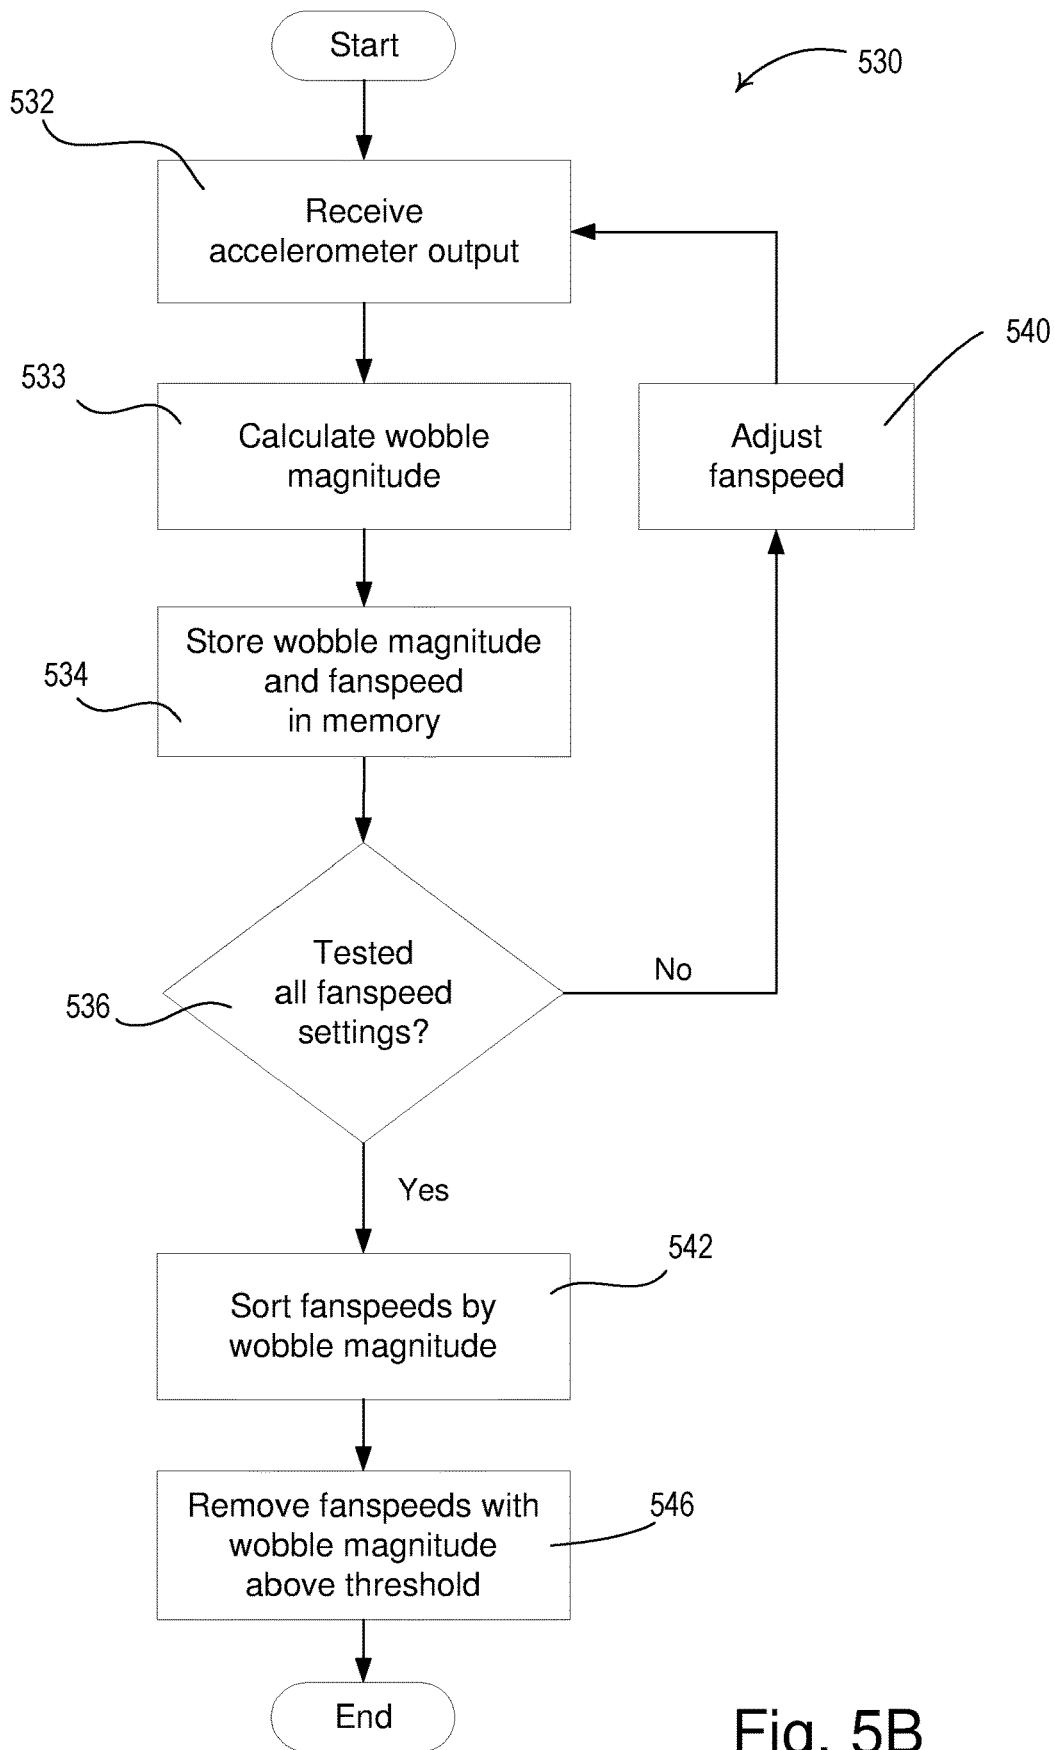 Start
530
532
Receive
accelerometer output
540
533
Calculate wobble
magnitude
Adjust
fanspeed
534
Store wobble magnitude
and fanspeed
in memory
536
Tested
all fanspeed
settings?
No
Yes
542
Sort fanspeeds by
wobble magnitude
546
Remove fanspeeds with
wobble magnitude
above threshold
End
Fig. 5B